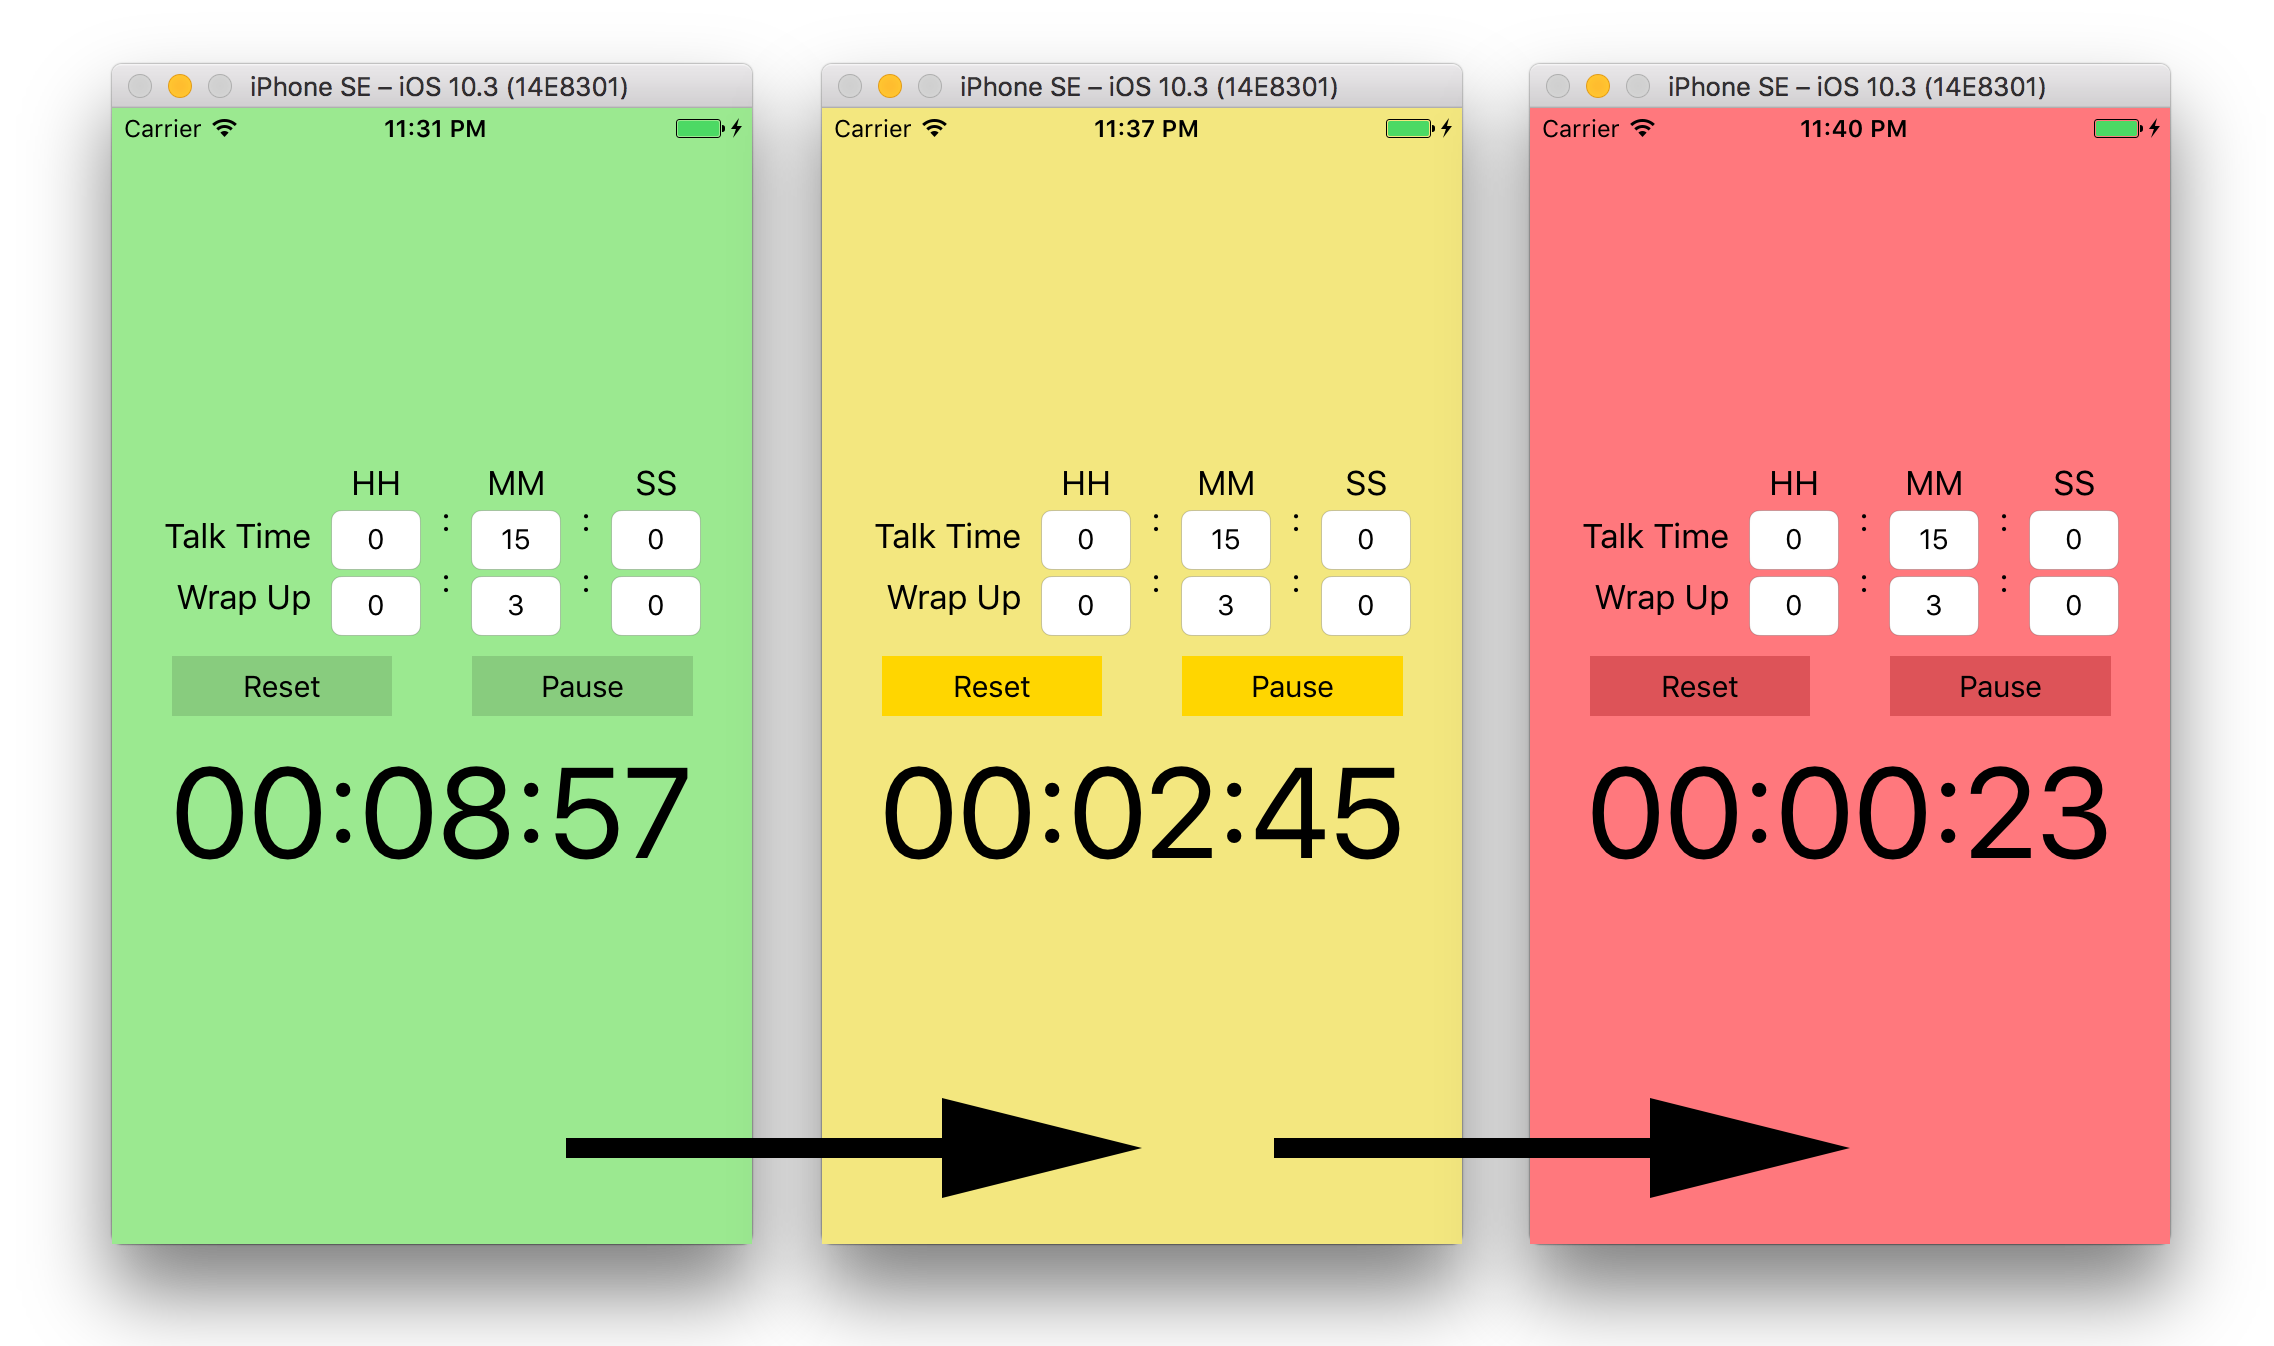 iPhone SE – iOS 10.3 (14E8301)
Carrier 11:31 PM
HH MM SS
Talk Time 0 : 15 : 0
Wrap Up 0 : 3 : 0
Reset Pause
00:08:57
iPhone SE – iOS 10.3 (14E8301)
Carrier 11:37 PM
HH MM SS
Talk Time 0 : 15 : 0
Wrap Up 0 : 3 : 0
Reset Pause
00:02:45
iPhone SE – iOS 10.3 (14E8301)
Carrier 11:40 PM
HH MM SS
Talk Time 0 : 15 : 0
Wrap Up 0 : 3 : 0
Reset Pause
00:00:23